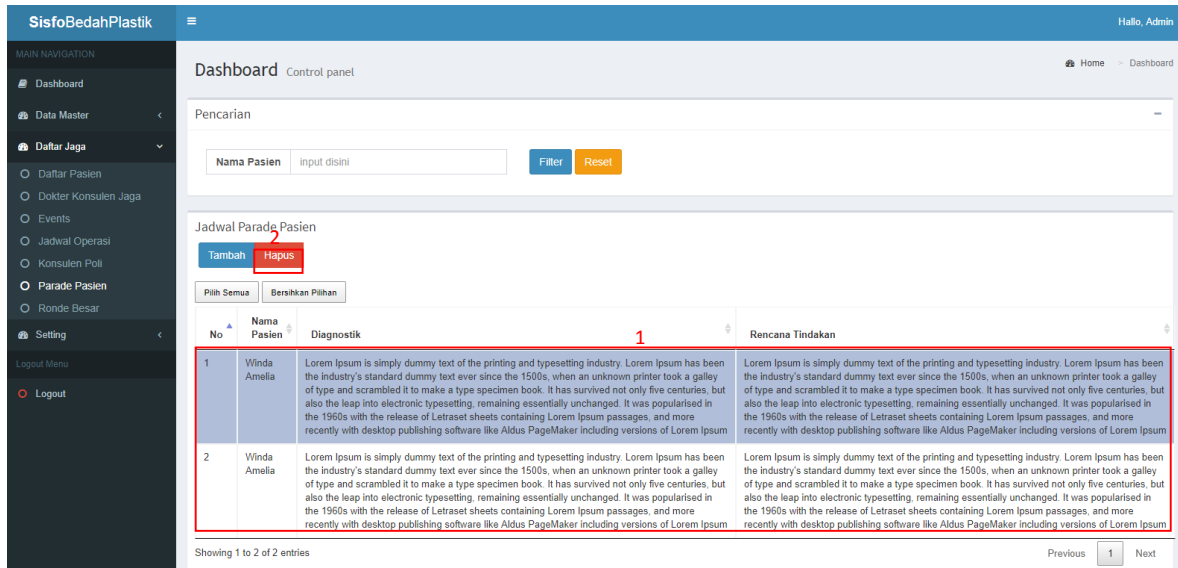 SisfoBedahPlastik
Hallo, Admin
MAIN NAVIGATION
Dashboard
Data Master
Daftar Jaga
Daftar Pasien
Dokter Konsulen Jaga
Events
Jadwal Operasi
Konsulen Poli
Parade Pasien
Ronde Besar
Setting
Logout Menu
Logout
Dashboard Control panel
Home > Dashboard
Pencarian
Nama Pasien input disini Filter Reset
Jadwal Parade Pasien
2
Tambah Hapus
Pilih Semua Bersihkan Pilihan
No Nama Pasien Diagnostik 1 Rencana Tindakan
1
Winda
Amelia
Lorem Ipsum is simply dummy text of the printing and typesetting industry. Lorem Ipsum has been
the industry's standard dummy text ever since the 1500s, when an unknown printer took a galley
of type and scrambled it to make a type specimen book. It has survived not only five centuries, but
also the leap into electronic typesetting, remaining essentially unchanged. It was popularised in
the 1960s with the release of Letraset sheets containing Lorem Ipsum passages, and more
recently with desktop publishing software like Aldus PageMaker including versions of Lorem Ipsum
Lorem Ipsum is simply dummy text of the printing and typesetting industry. Lorem Ipsum has been
the industry's standard dummy text ever since the 1500s, when an unknown printer took a galley
of type and scrambled it to make a type specimen book. It has survived not only five centuries, but
also the leap into electronic typesetting, remaining essentially unchanged. It was popularised in
the 1960s with the release of Letraset sheets containing Lorem Ipsum passages, and more
recently with desktop publishing software like Aldus PageMaker including versions of Lorem Ipsum
2
Winda
Amelia
Lorem Ipsum is simply dummy text of the printing and typesetting industry. Lorem Ipsum has been
the industry's standard dummy text ever since the 1500s, when an unknown printer took a galley
of type and scrambled it to make a type specimen book. It has survived not only five centuries, but
also the leap into electronic typesetting, remaining essentially unchanged. It was popularised in
the 1960s with the release of Letraset sheets containing Lorem Ipsum passages, and more
recently with desktop publishing software like Aldus PageMaker including versions of Lorem Ipsum
Lorem Ipsum is simply dummy text of the printing and typesetting industry. Lorem Ipsum has been
the industry's standard dummy text ever since the 1500s, when an unknown printer took a galley
of type and scrambled it to make a type specimen book. It has survived not only five centuries, but
also the leap into electronic typesetting, remaining essentially unchanged. It was popularised in
the 1960s with the release of Letraset sheets containing Lorem Ipsum passages, and more
recently with desktop publishing software like Aldus PageMaker including versions of Lorem Ipsum
Showing 1 to 2 of 2 entries
Previous 1 Next